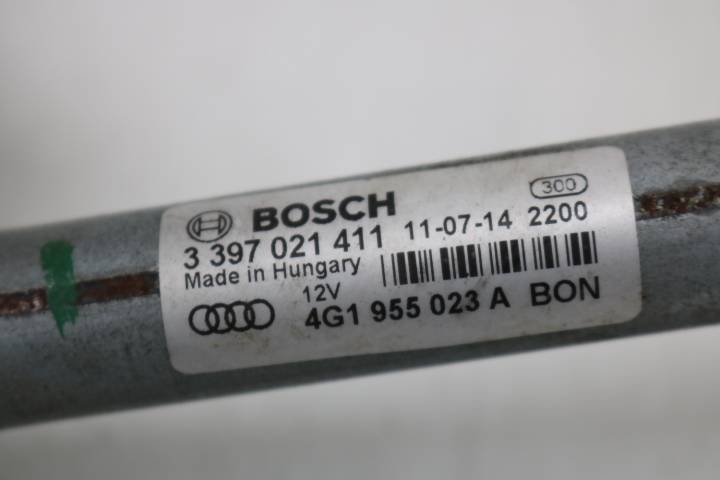 300
BOSCH
3 397 021 411 11-07-14 2200
Made in Hungary
12V
4G1 955 023 A BON